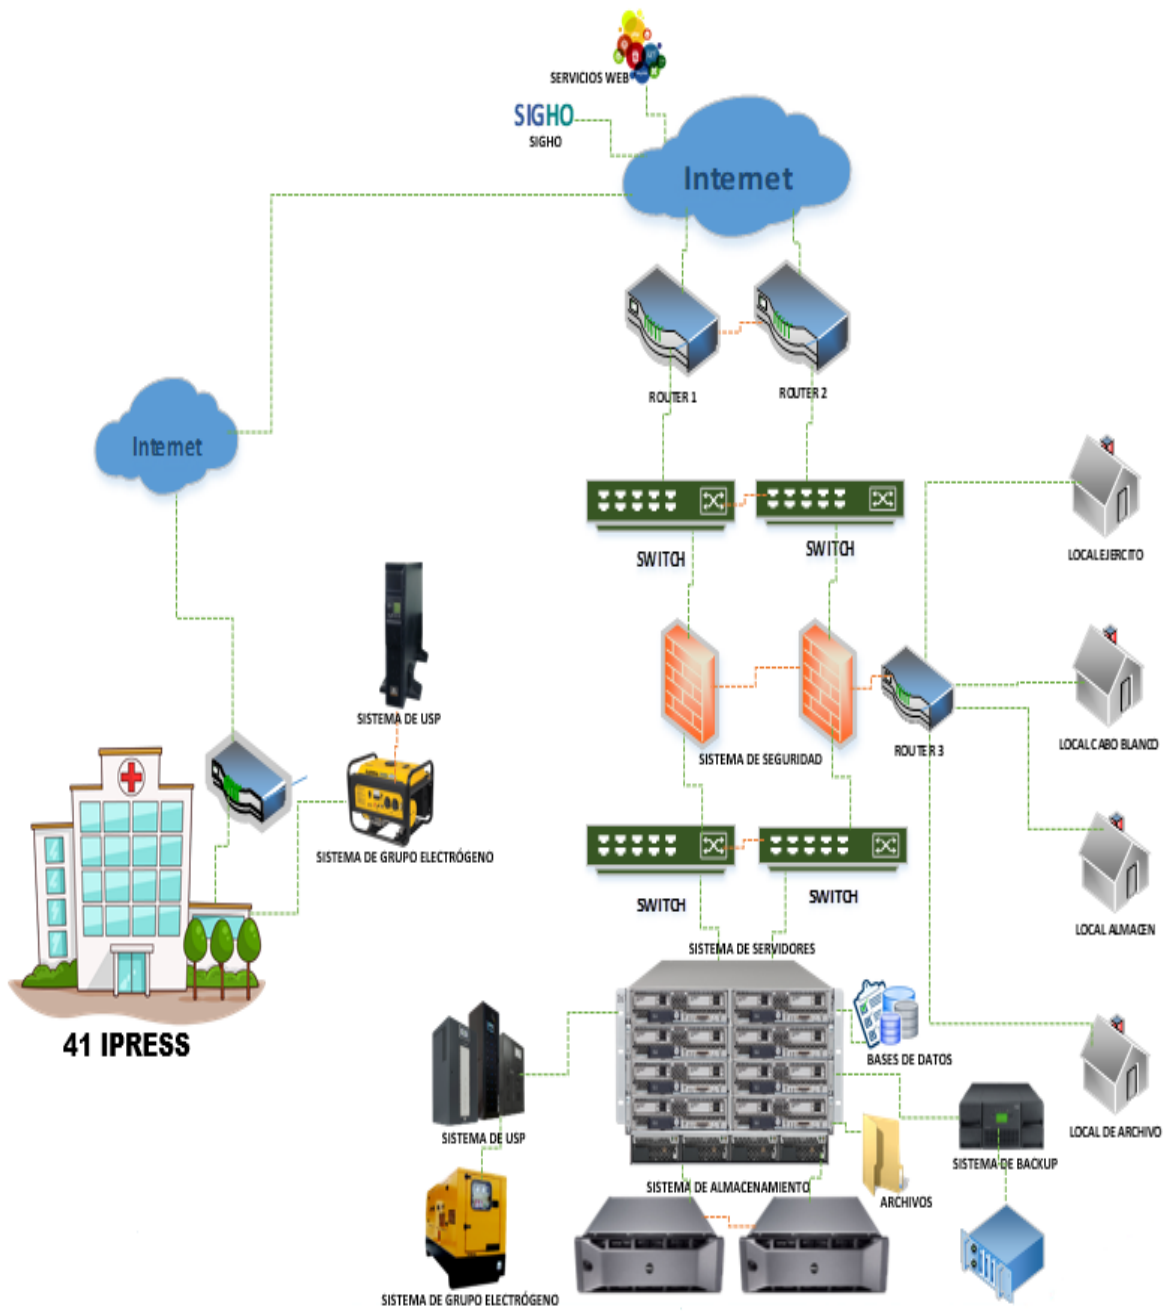 SERVICIOS WEB
SIGHO
SIGHO
Internet
ROUTER 1
ROUTER 2
Internet
SWITCH
SWITCH
LOCAL EJERCITO
SISTEMA DE USP
SISTEMA DE SEGURIDAD
ROUTER 3
LOCAL CABO BLANCO
SISTEMA DE GRUPO ELECTRÓGENO
SWITCH
SWITCH
LOCAL ALMACEN
SISTEMA DE SERVIDORES
41 IPRESS
BASES DE DATOS
SISTEMA DE USP
LOCAL DE ARCHIVO
SISTEMA DE BACKUP
SISTEMA DE ALMACENAMIENTO
ARCHIVOS
SISTEMA DE GRUPO ELECTRÓGENO